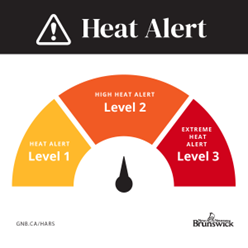 Heat Alert
HIGH HEAT ALERT
Level 2
HEAT ALERT
Level 1
EXTREME
HEAT
ALERT
Level 3
GNB.CA/HARS
Brunswick